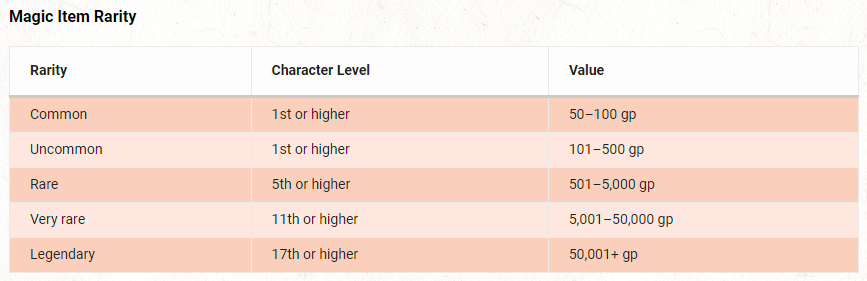 Magic Item Rarity
Rarity Character Level Value
Common 1st or higher 50–100 gp
Uncommon 1st or higher 101–500 gp
Rare 5th or higher 501–5,000 gp
Very rare 11th or higher 5,001–50,000 gp
Legendary 17th or higher 50,001+ gp